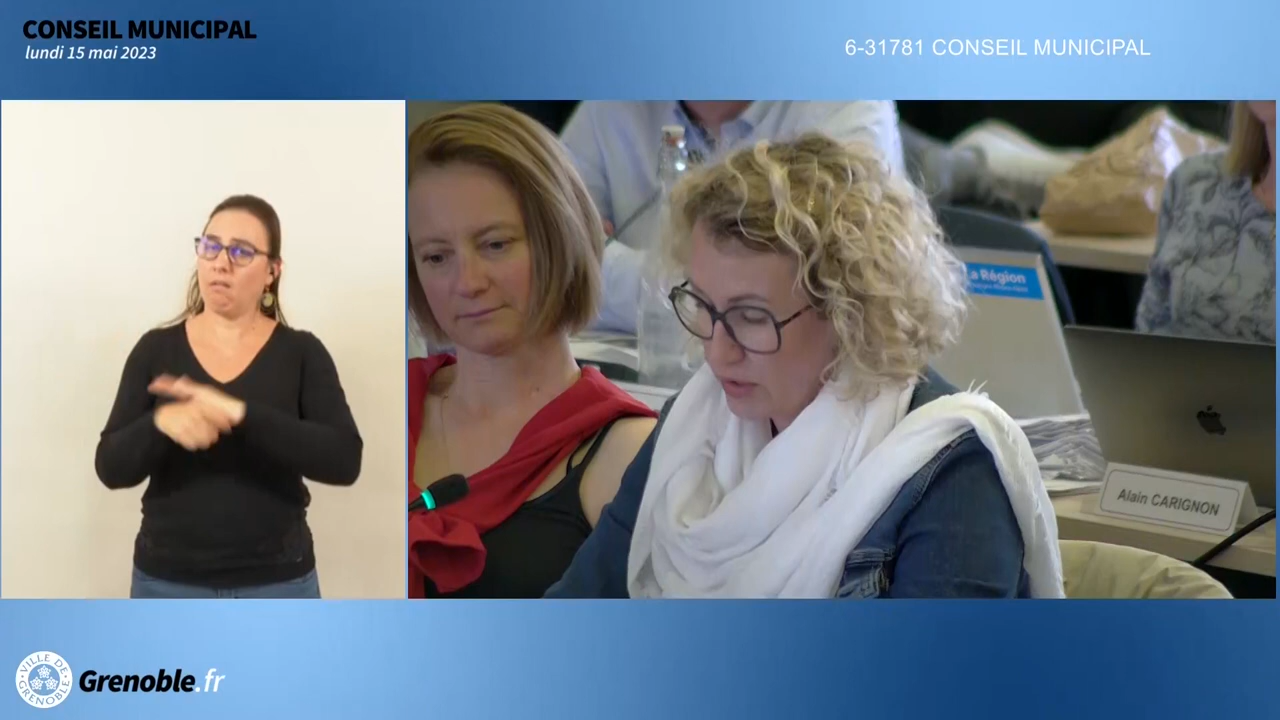 CONSEIL MUNICIPAL
lundi 15 mai 2023
6-31781 CONSEIL MUNICIPAL
La Région
Alain CARIGNON
VILLE DE
GRENOBLE
Grenoble.fr